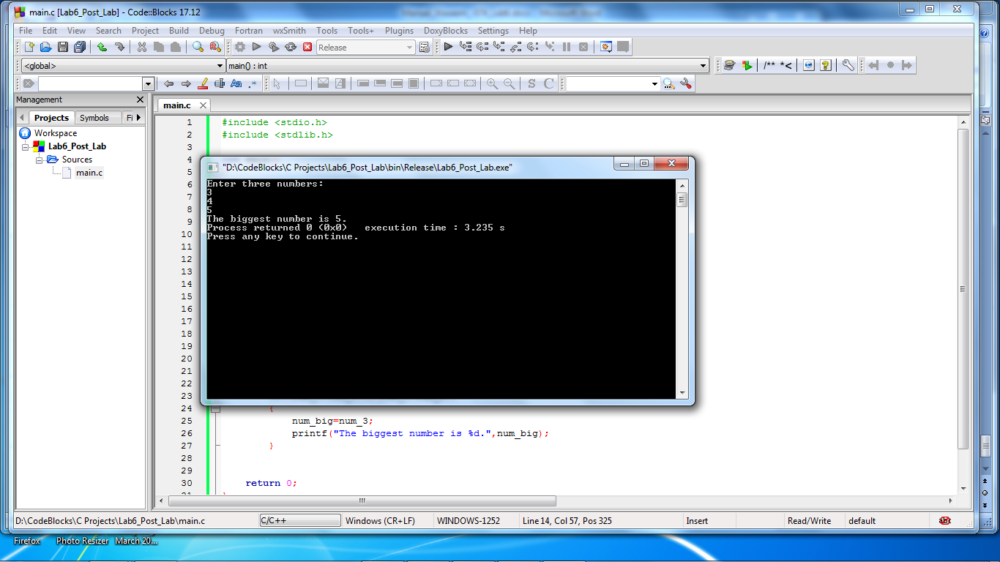 main.c [Lab6_Post_Lab] - Code::Blocks 17.12
File Edit View Search Project Build Debug Fortran wxSmith Tools Tools+ Plugins DoxyBlocks Settings Help
Release
/** *<
<global> main() : int
S C
Management
main.c
Projects Symbols Fi
Workspace
Lab6_Post_Lab
Sources
main.c
1 #include <stdio.h>
2 #include <stdlib.h>
3
4
5
6
7
8
9
10
11
12
13
14
15
16
17
18
19
20
21
22
23
24 {
25 num_big=num_3;
26 printf("The biggest number is %d.",num_big);
27 }
28
29
30 return 0;
"D:\CodeBlocks\C Projects\Lab6_Post_Lab\bin\Release\Lab6_Post_Lab.exe"
Enter three numbers:
3
4
5
The biggest number is 5.
Process returned 0 (0x0) execution time : 3.235 s
Press any key to continue.
D:\CodeBlocks\C Projects\Lab6_Post_Lab\main.c C/C++ Windows (CR+LF) WINDOWS-1252 Line 14, Col 57, Pos 325 Insert Read/Write default
Firefox Photo Resizer March 20...